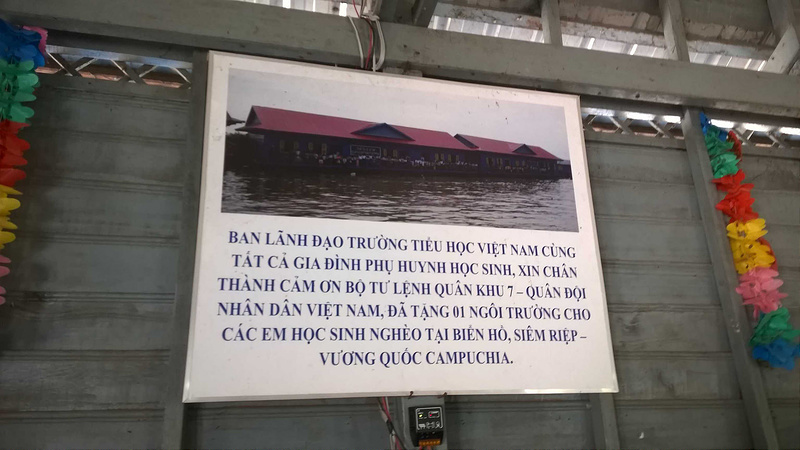 BAN LÃNH ĐẠO TRƯỜNG TIỂU HỌC VIỆT NAM CÙNG
TẤT CẢ GIA ĐÌNH PHỤ HUYNH HỌC SINH, XIN CHÂN
THÀNH CẢM ƠN BỘ TƯ LỆNH QUÂN KHU 7 – QUÂN ĐỘI
NHÂN DÂN VIỆT NAM, ĐÃ TẶNG 01 NGÔI TRƯỜNG CHO
CÁC EM HỌC SINH NGHÈO TẠI BIỂN HỒ, SIÊM RIỆP –
VƯƠNG QUỐC CAMPUCHIA.